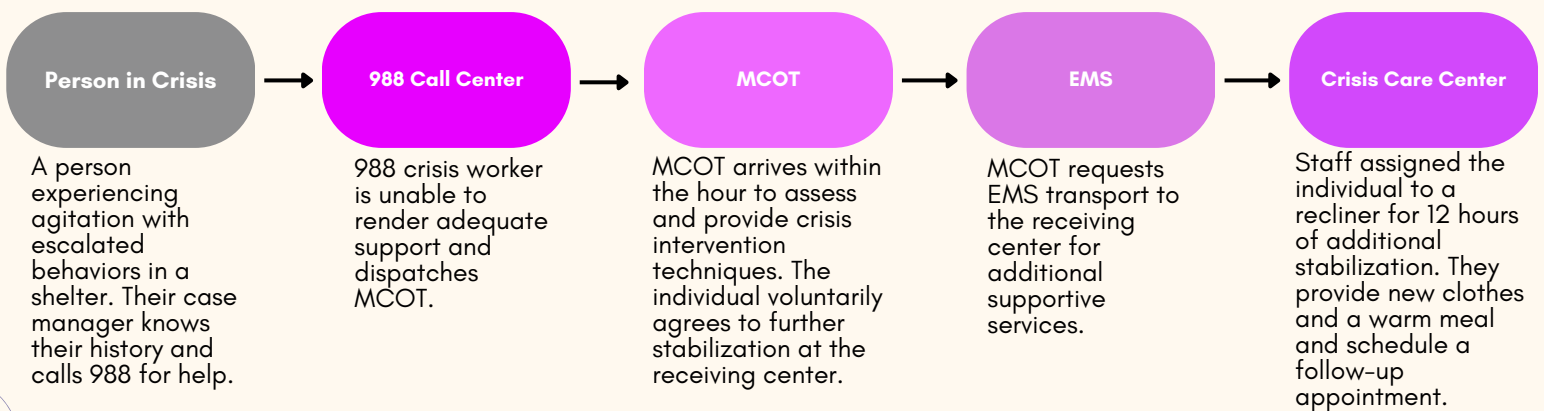 Person in Crisis
988 Call Center
MCOT
EMS
Crisis Care Center
A person
experiencing
agitation with
escalated
behaviors in a
shelter. Their case
manager knows
their history and
calls 988 for help.
988 crisis worker
is unable to
render adequate
support and
dispatches
MCOT.
MCOT arrives within
the hour to assess
and provide crisis
intervention
techniques. The
individual voluntarily
agrees to further
stabilization at the
receiving center.
MCOT requests
EMS transport to
the receiving
center for
additional
supportive
services.
Staff assigned the
individual to a
recliner for 12 hours
of additional
stabilization. They
provide new clothes
and a warm meal
and schedule a
follow-up
appointment.